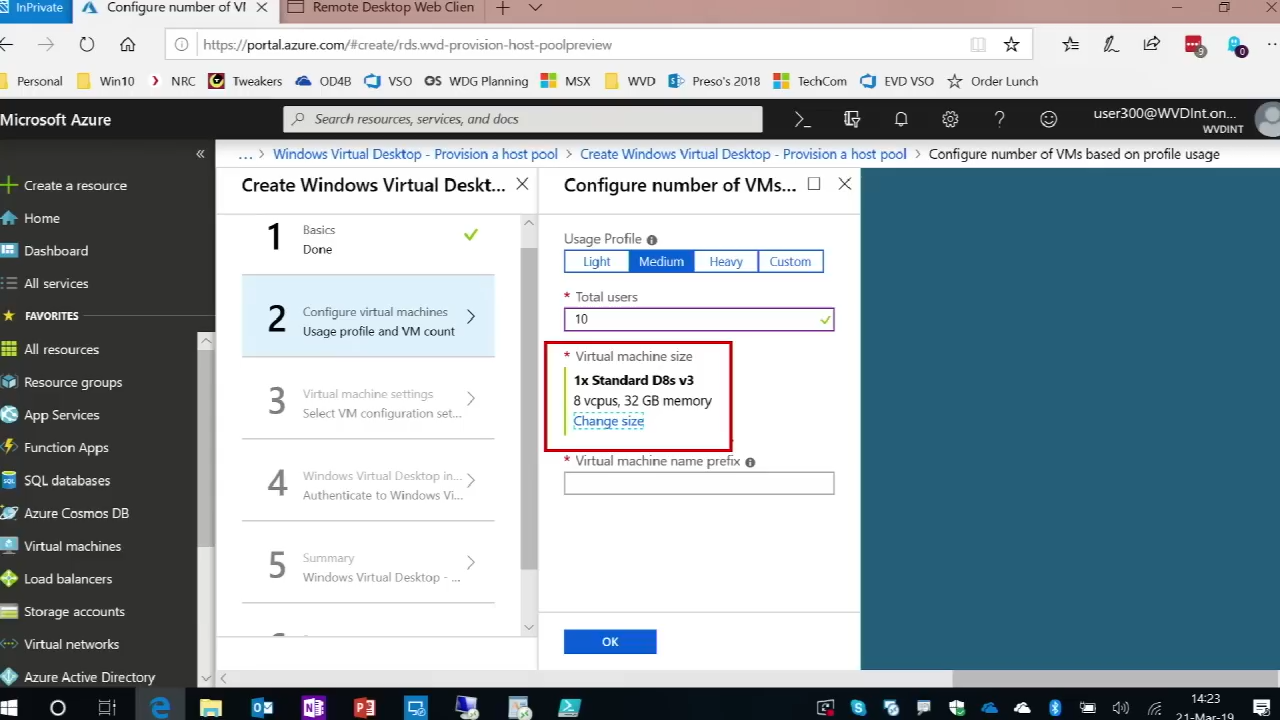 InPrivate
Configure number of VM
Remote Desktop Web Clien
https://portal.azure.com/#create/rds.wvd-provision-host-poolpreview
9
0
Personal
Win10
NRC
Tweakers
OD4B
VSO
GS WDG Planning
MSX
WVD
Preso's 2018
TechCom
EVD VSO
Order Lunch
Microsoft Azure
Search resources, services, and docs
user300@WVDInt.on...
WVDINT
... > Windows Virtual Desktop - Provision a host pool > Create Windows Virtual Desktop - Provision a host pool > Configure number of VMs based on profile usage
«
Create a resource
Home
Dashboard
All services
FAVORITES
All resources
Resource groups
App Services
Function Apps
SQL databases
Azure Cosmos DB
Virtual machines
Load balancers
Storage accounts
Virtual networks
Azure Active Directory
Create Windows Virtual Deskt...
1
Basics
Done
2
Configure virtual machines
Usage profile and VM count
3
Virtual machine settings
Select VM configuration set...
4
Windows Virtual Desktop in...
Authenticate to Windows Vi...
5
Summary
Windows Virtual Desktop - ...
Configure number of VMs...
Usage Profile
Light
Medium
Heavy
Custom
* Total users
10
* Virtual machine size
1x Standard D8s v3
8 vcpus, 32 GB memory
Change size
* Virtual machine name prefix
OK
14:23
21-Mar-19